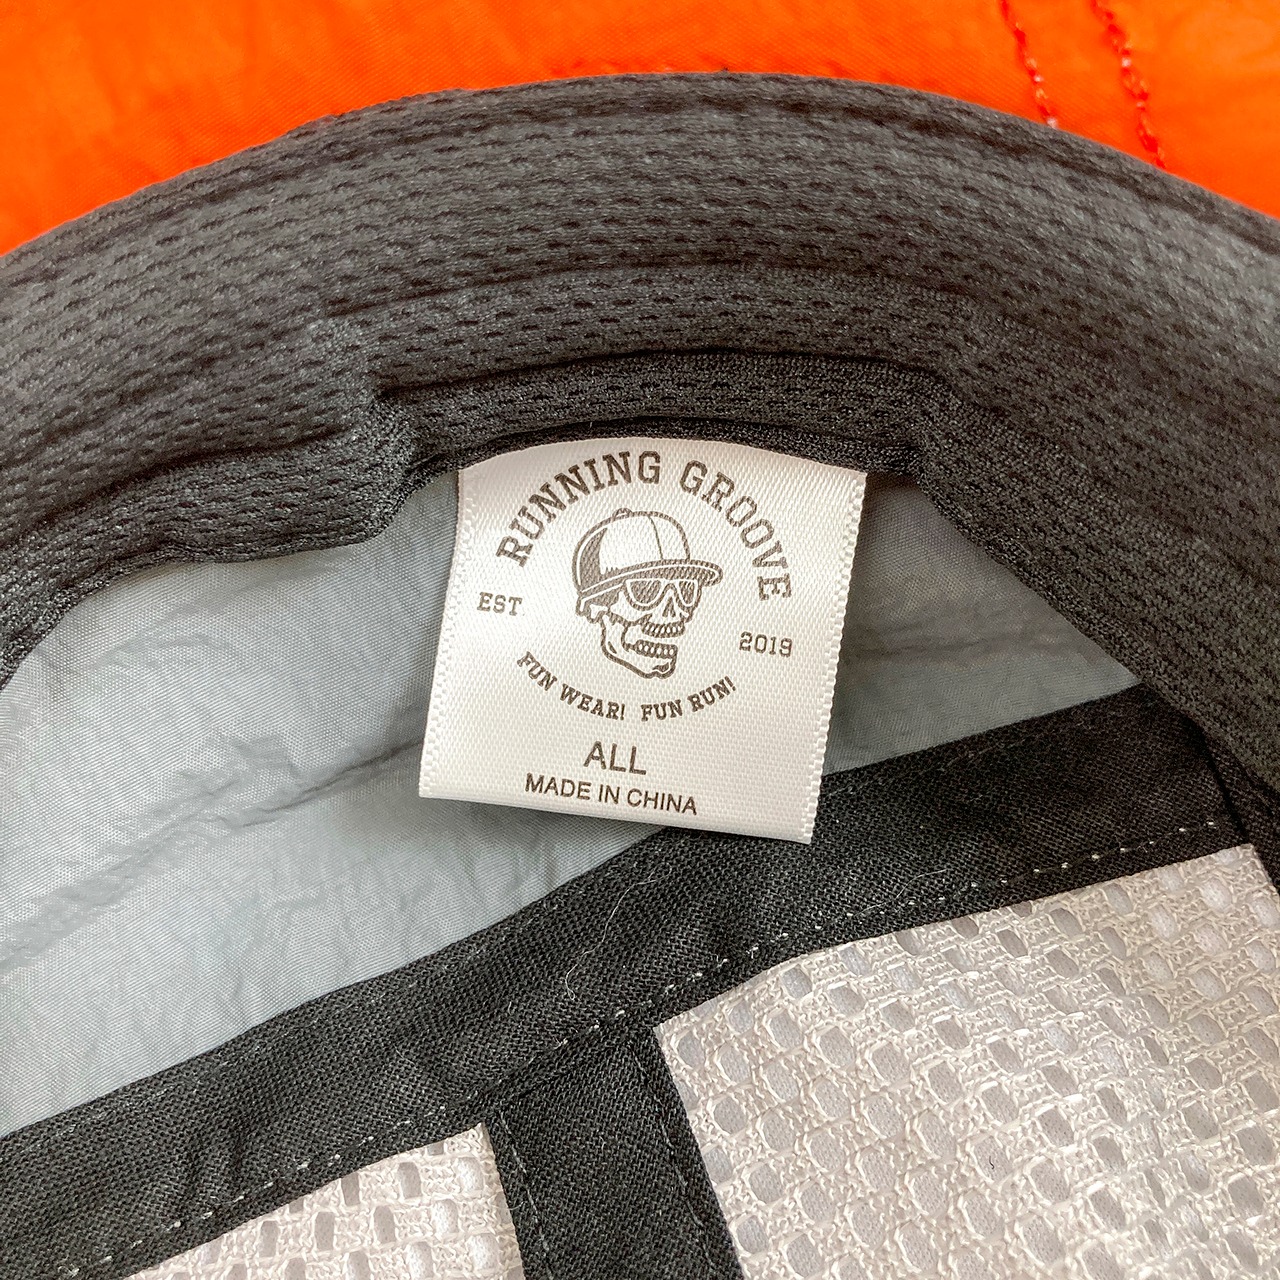 RUNNING GROOVE
EST. 2019
FUN WEAR! FUN RUN!
ALL
MADE IN CHINA